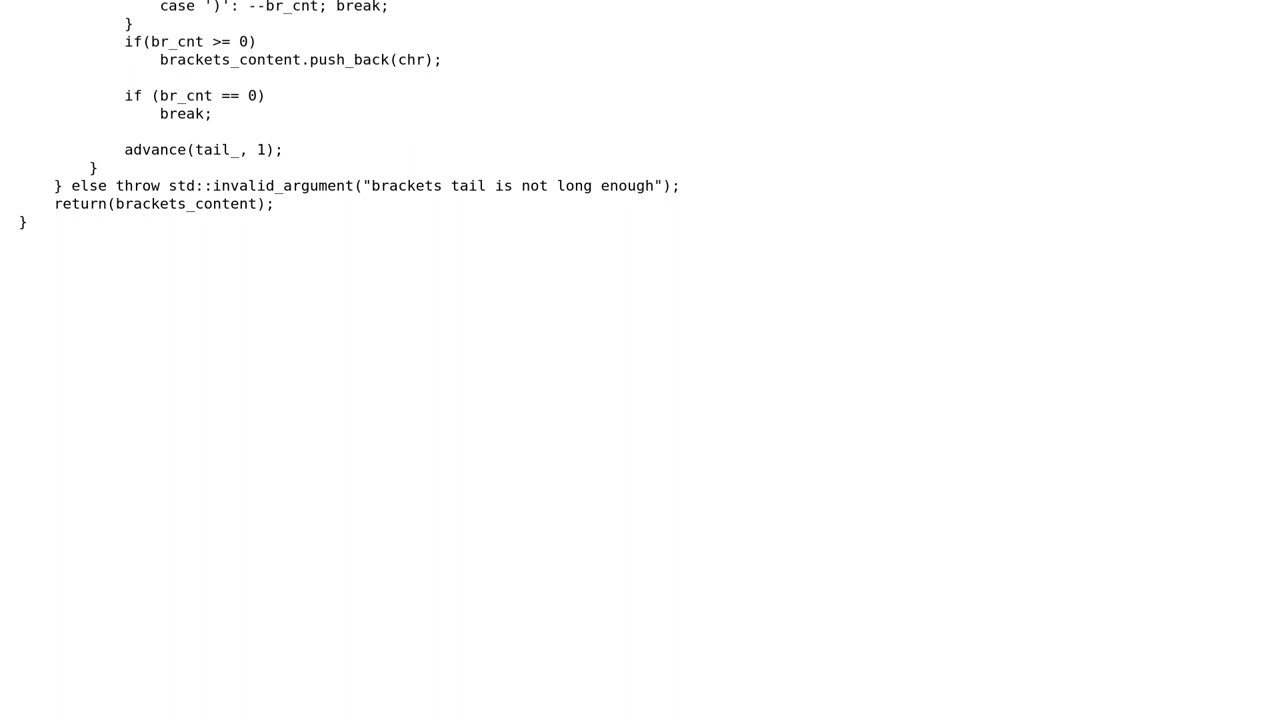 case ')': --br_cnt; break;
}
if(br_cnt >= 0)
brackets_content.push_back(chr);
if (br_cnt == 0)
break;
advance(tail_, 1);
}
} else throw std::invalid_argument("brackets tail is not long enough");
return(brackets_content);
}